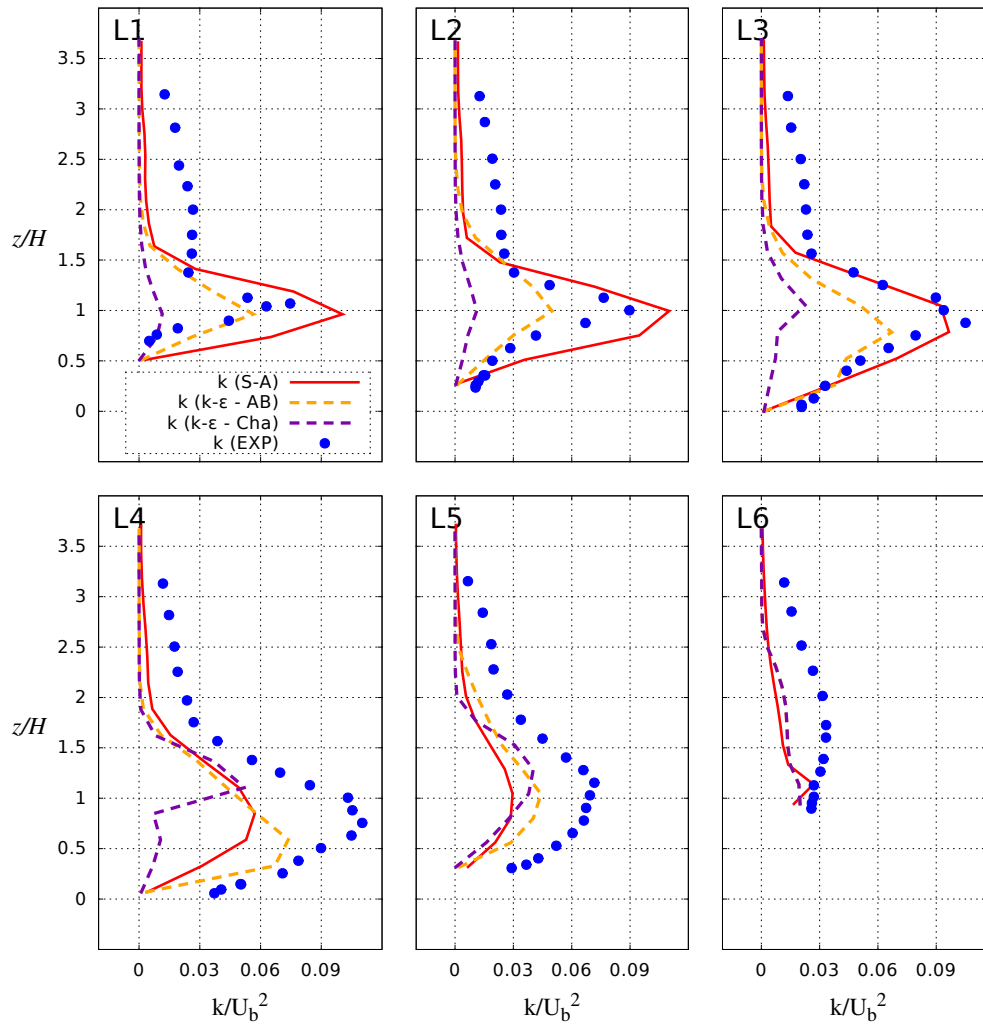 L1
L2
L3
3.5
3
2.5
2
z/H
1.5
1
0.5
0
k (S-A)
k (k-ε - AB)
k (k-ε - Cha)
k (EXP)
L4
L5
L6
3.5
3
2.5
2
z/H
1.5
1
0.5
0
0 0.03 0.06 0.09
0 0.03 0.06 0.09
0 0.03 0.06 0.09
k/U_b^2
k/U_b^2
k/U_b^2